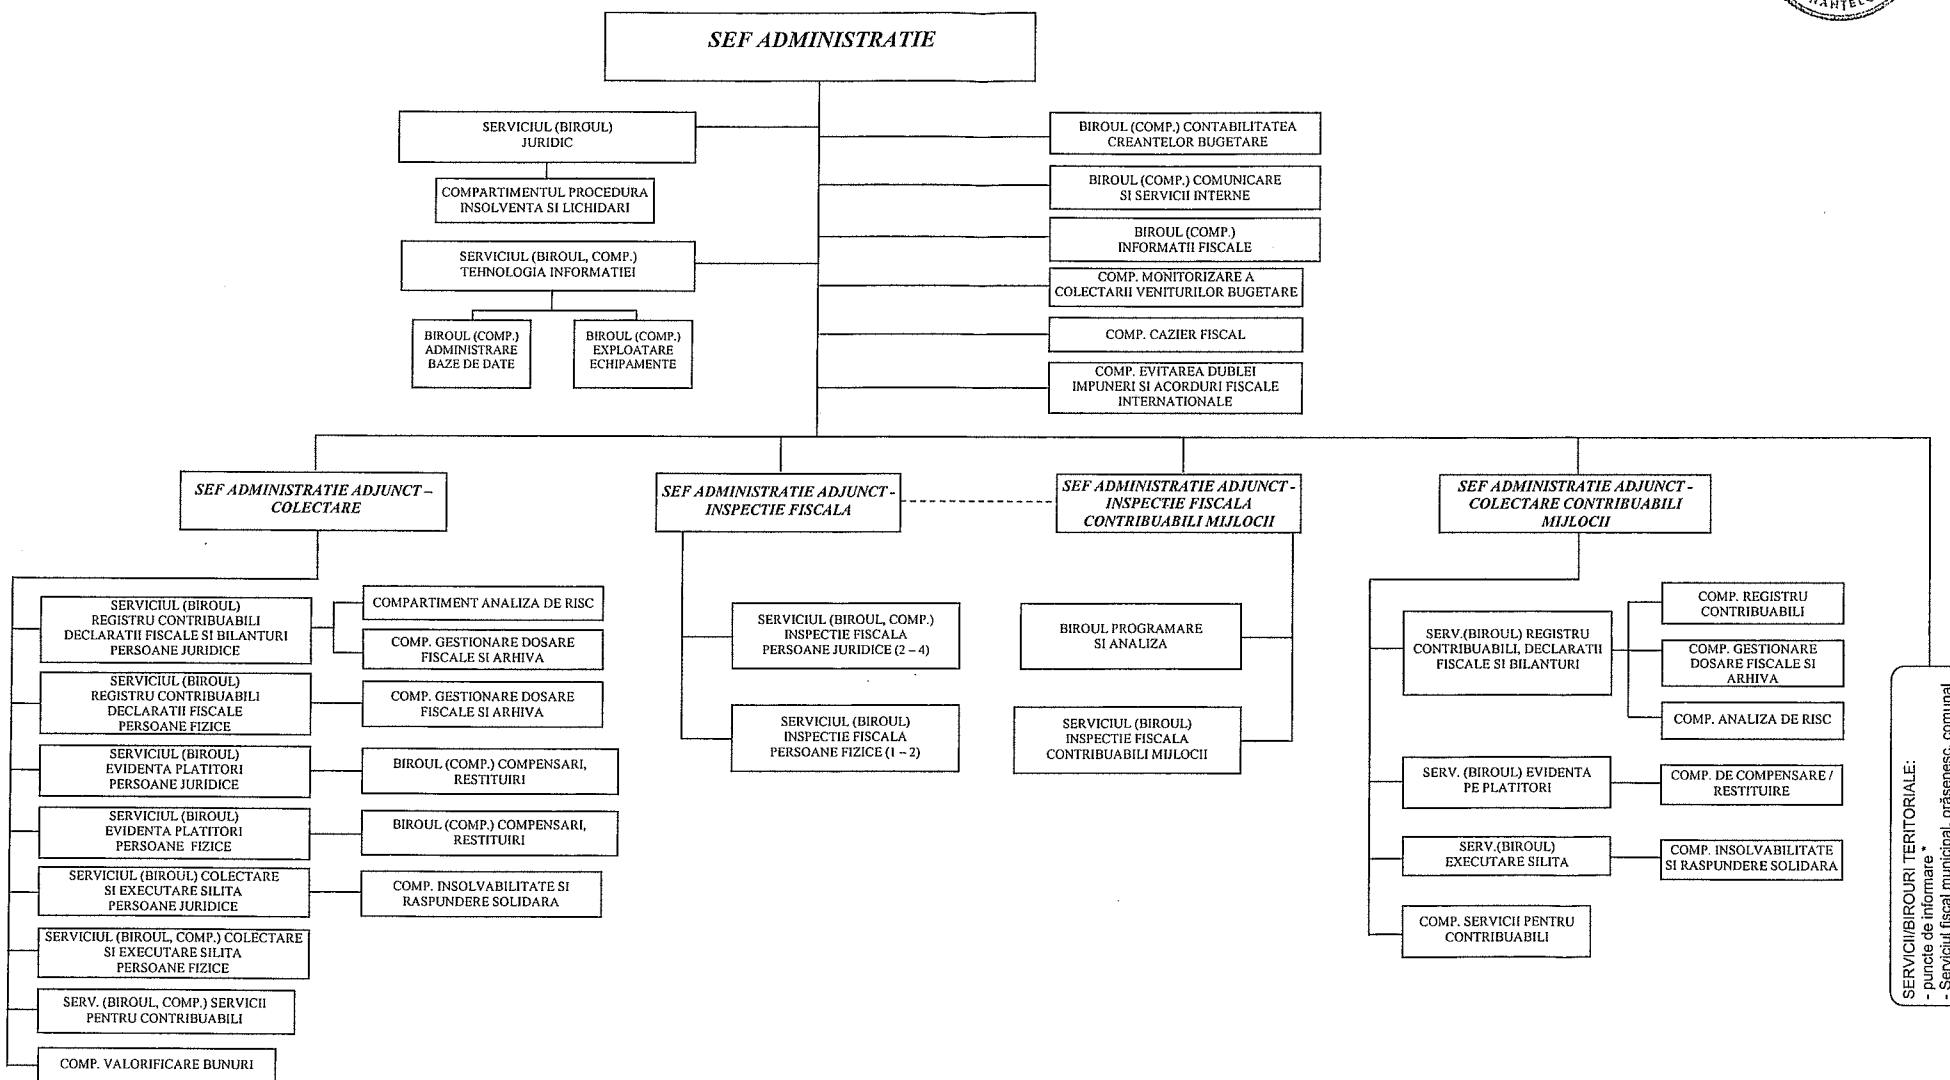 SEF ADMINISTRATIE
SERVICIUL (BIROUL)
JURIDIC
COMPARTIMENTUL PROCEDURA
INSOLVENTA SI LICHIDARI
SERVICIUL (BIROUL, COMP.)
TEHNOLOGIA INFORMATIEI
BIROUL (COMP.)
ADMINISTRARE
BAZE DE DATE
BIROUL (COMP.)
EXPLOATARE
ECHIPAMENTE
BIROUL (COMP.) CONTABILITATEA
CREANTELOR BUGETARE
BIROUL (COMP.) COMUNICARE
SI SERVICII INTERNE
BIROUL (COMP.)
INFORMATII FISCALE
COMP. MONITORIZARE A
COLECTARII VENITURILOR BUGETARE
COMP. CAZIER FISCAL
COMP. EVITAREA DUBLEI
IMPUNERI SI ACORDURI FISCALE
INTERNATIONALE
SEF ADMINISTRATIE ADJUNCT –
COLECTARE
SERVICIUL (BIROUL)
REGISTRU CONTRIBUABILI
DECLARATII FISCALE SI BILANTURI
PERSOANE JURIDICE
COMPARTIMENT ANALIZA DE RISC
COMP. GESTIONARE DOSARE
FISCALE SI ARHIVA
SERVICIUL (BIROUL)
REGISTRU CONTRIBUABILI
DECLARATII FISCALE
PERSOANE FIZICE
COMP. GESTIONARE DOSARE
FISCALE SI ARHIVA
SERVICIUL (BIROUL)
EVIDENTA PLATITORI
PERSOANE JURIDICE
BIROUL (COMP.) COMPENSARI,
RESTITUIRI
SERVICIUL (BIROUL)
EVIDENTA PLATITORI
PERSOANE FIZICE
BIROUL (COMP.) COMPENSARI,
RESTITUIRI
SERVICIUL (BIROUL) COLECTARE
SI EXECUTARE SILITA
PERSOANE JURIDICE
COMP. INSOLVABILITATE SI
RASPUNDERE SOLIDARA
SERVICIUL (BIROUL, COMP.) COLECTARE
SI EXECUTARE SILITA
PERSOANE FIZICE
SERV. (BIROUL, COMP.) SERVICII
PENTRU CONTRIBUABILI
COMP. VALORIFICARE BUNURI
SEF ADMINISTRATIE ADJUNCT -
INSPECTIE FISCALA
SERVICIUL (BIROUL, COMP.)
INSPECTIE FISCALA
PERSOANE JURIDICE (2 – 4)
SERVICIUL (BIROUL)
INSPECTIE FISCALA
PERSOANE FIZICE (1 – 2)
SEF ADMINISTRATIE ADJUNCT -
INSPECTIE FISCALA
CONTRIBUABILI MIJLOCII
BIROUL PROGRAMARE
SI ANALIZA
SERVICIUL (BIROUL)
INSPECTIE FISCALA
CONTRIBUABILI MIJLOCII
SEF ADMINISTRATIE ADJUNCT -
COLECTARE CONTRIBUABILI
MIJLOCII
SERV.(BIROUL) REGISTRU
CONTRIBUABILI, DECLARATII
FISCALE SI BILANTURI
COMP. REGISTRU
CONTRIBUABILI
COMP. GESTIONARE
DOSARE FISCALE SI
ARHIVA
COMP. ANALIZA DE RISC
SERV. (BIROUL) EVIDENTA
PE PLATITORI
COMP. DE COMPENSARE /
RESTITUIRE
SERV.(BIROUL)
EXECUTARE SILITA
COMP. INSOLVABILITATE
SI RASPUNDERE SOLIDARA
COMP. SERVICII PENTRU
CONTRIBUABILI
SERVICII/BIROURI TERITORIALE:
- puncte de informare *
- Serviciul fiscal municipal, orăşenesc, comunal